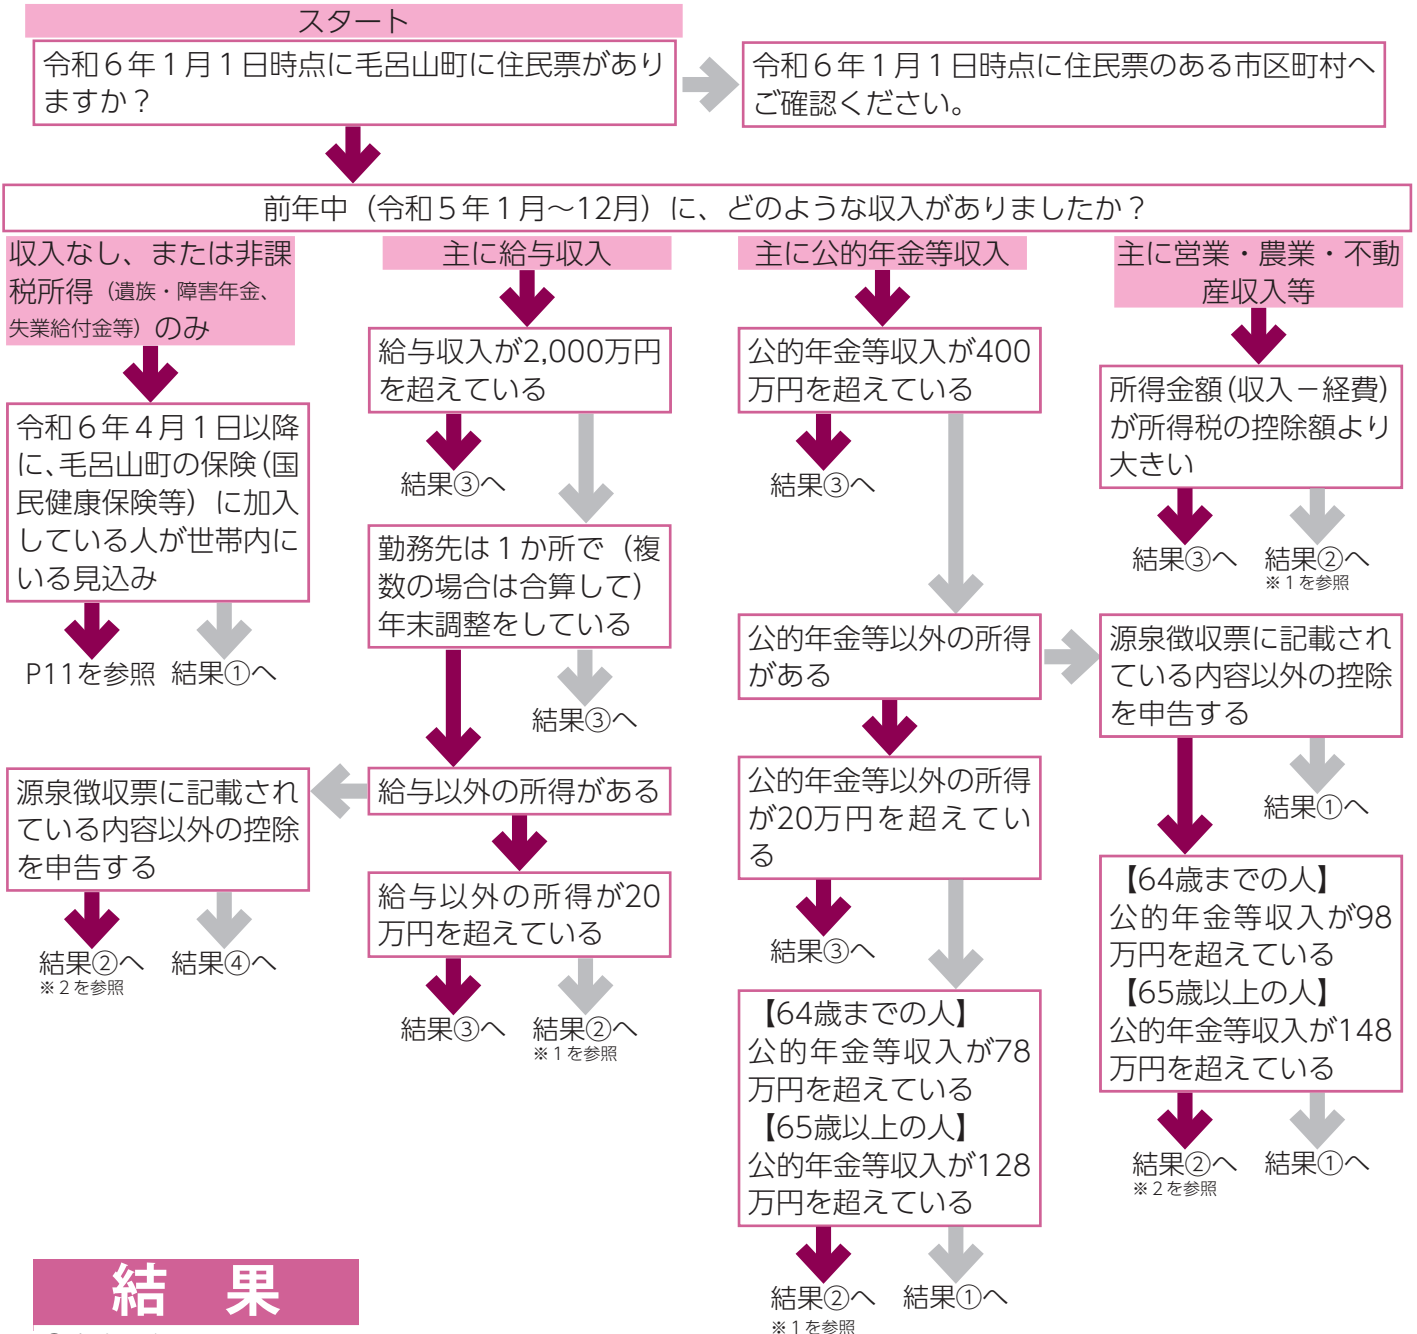 スタート
令和６年１月１日時点に毛呂山町に住民票があり
ますか？
令和６年１月１日時点に住民票のある市区町村へ
ご確認ください。
前年中（令和５年１月～12月）に、どのような収入がありましたか？
収入なし、または非課
税所得（遺族・障害年金、
失業給付金等）のみ
令和６年４月１日以降
に、毛呂山町の保険（国
民健康保険等）に加入
している人が世帯内に
いる見込み
P11を参照
結果①へ
主に給与収入
給与収入が2,000万円
を超えている
結果③へ
勤務先は１か所で（複
数の場合は合算して）
年末調整をしている
結果③へ
給与以外の所得がある
源泉徴収票に記載され
ている内容以外の控除
を申告する
結果②へ
※２を参照
結果④へ
給与以外の所得が20
万円を超えている
結果③へ
結果②へ
※１を参照
主に公的年金等収入
公的年金等収入が400
万円を超えている
結果③へ
公的年金等以外の所得
がある
公的年金等以外の所得
が20万円を超えてい
る
結果③へ
【64歳までの人】
公的年金等収入が78
万円を超えている
【65歳以上の人】
公的年金等収入が128
万円を超えている
結果②へ
※１を参照
結果①へ
主に営業・農業・不動
産収入等
所得金額（収入－経費）
が所得税の控除額より
大きい
結果③へ
結果②へ
※１を参照
源泉徴収票に記載され
ている内容以外の控除
を申告する
結果①へ
【64歳までの人】
公的年金等収入が98
万円を超えている
【65歳以上の人】
公的年金等収入が148
万円を超えている
結果②へ
※２を参照
結果①へ
結　果